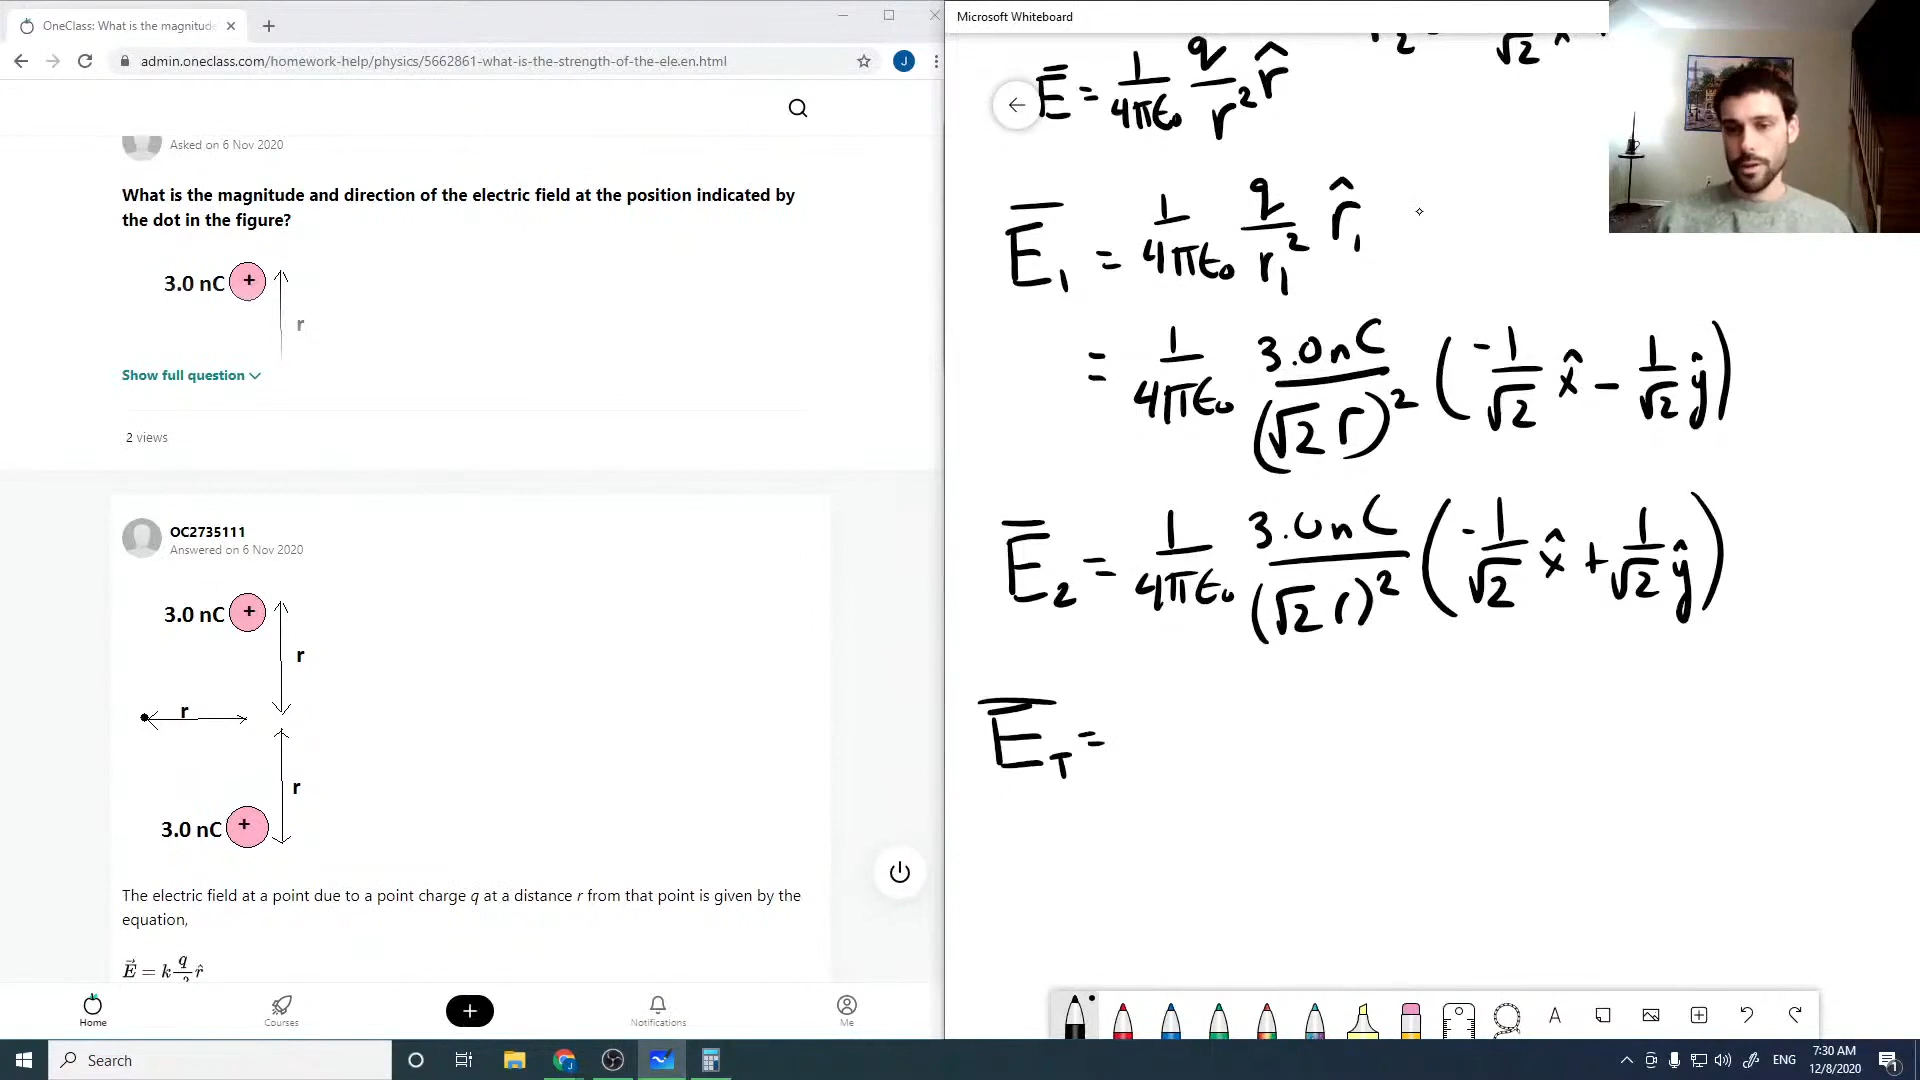 OneClass: What is the magnitude
admin.oneclass.com/homework-help/physics/5662861-what-is-the-strength-of-the-ele.en.html
J
Asked on 6 Nov 2020
What is the magnitude and direction of the electric field at the position indicated by
the dot in the figure?
3.0 nC +
r
Show full question
2 views
OC2735111
Answered on 6 Nov 2020
3.0 nC +
r
r
r
3.0 nC +
The electric field at a point due to a point charge q at a distance r from that point is given by the
equation,
E⃗ = k q/2 r̂
Home
Courses
Notifications
Me
Microsoft Whiteboard
√2
E̅ = 1/4πε₀ q/r² r̂
E̅₁ = 1/4πε₀ q/r₁² r̂₁
= 1/4πε₀ 3.0nC/(√2 r)² (-1/√2 x̂ - 1/√2 ŷ)
E̅₂ = 1/4πε₀ 3.0nC/(√2 r)² (-1/√2 x̂ + 1/√2 ŷ)
E̅T =
A
Search
ENG
7:30 AM
12/8/2020
1